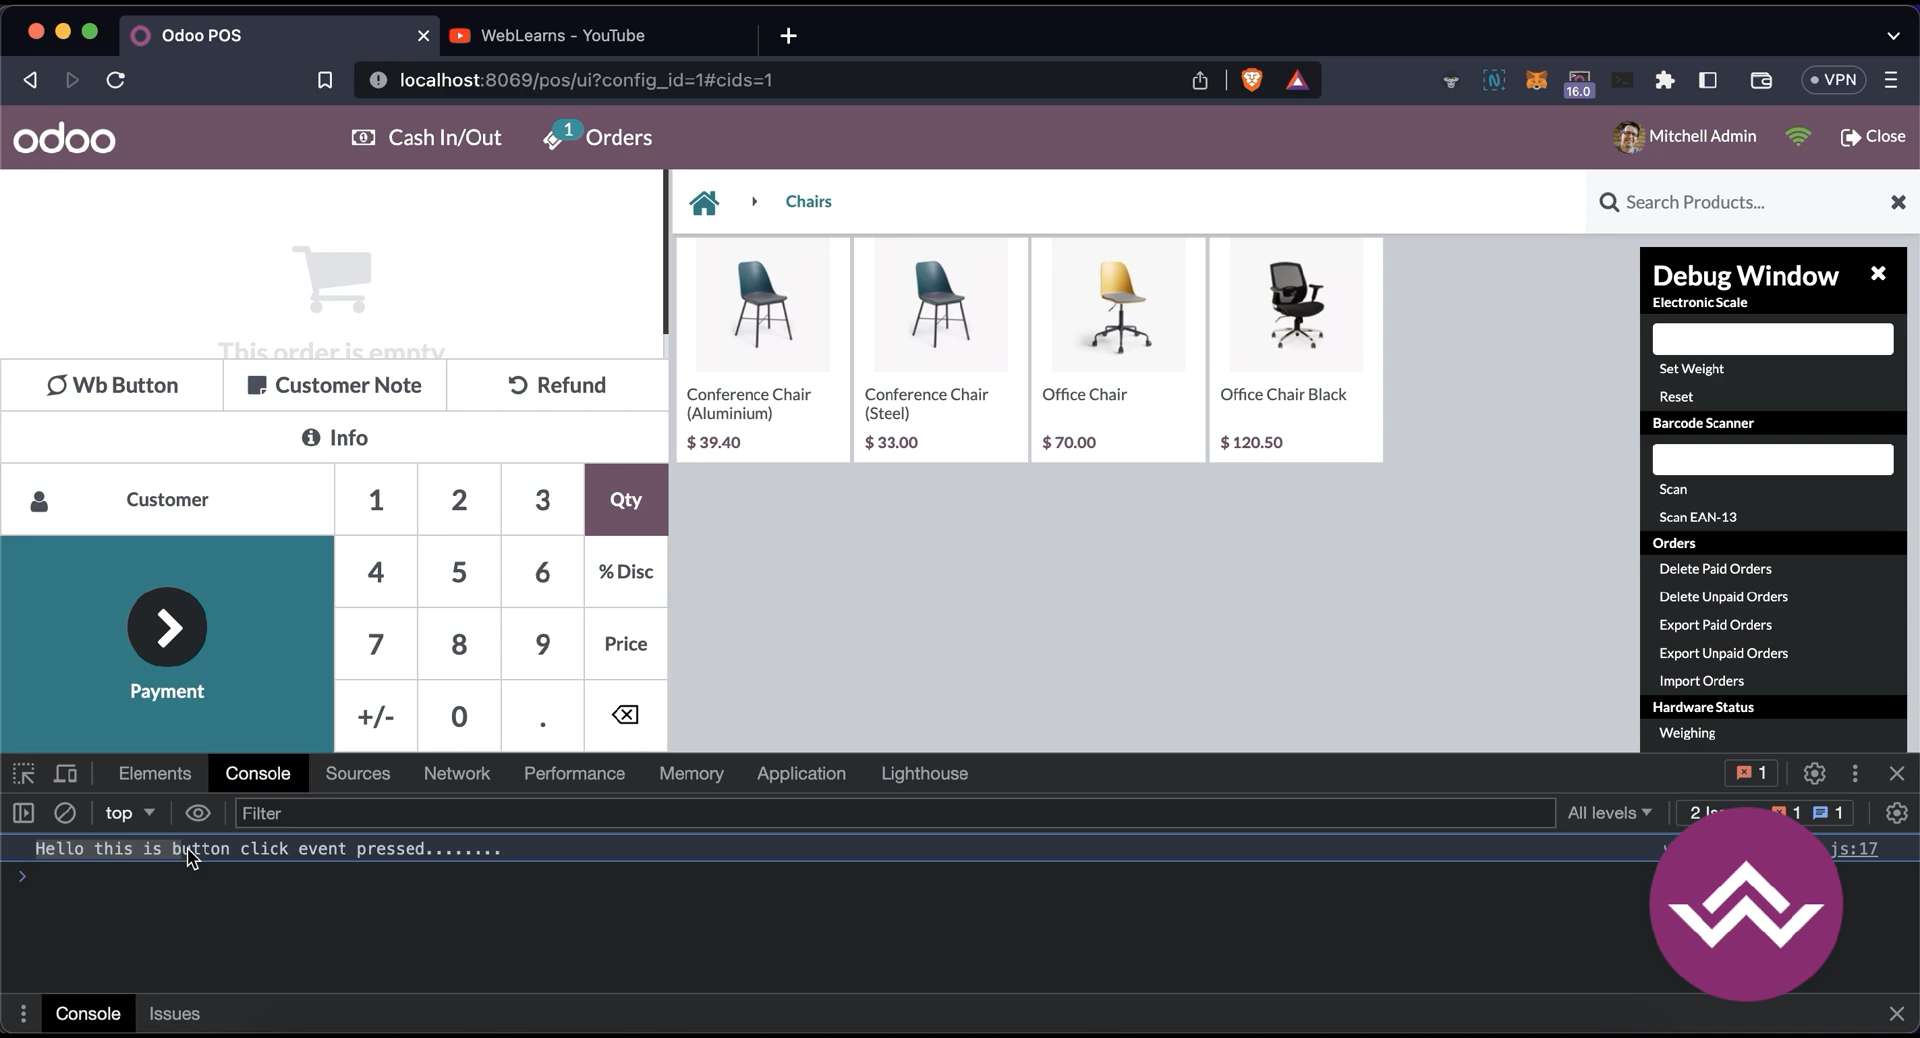 Odoo POS
WebLearns - YouTube
localhost:8069/pos/ui?config_id=1#cids=1
16.0
VPN
odoo
Cash In/Out
1
Orders
Mitchell Admin
Close
Chairs
Search Products...
This order is empty
Wb Button
Customer Note
Refund
Info
Customer
1
2
3
Qty
4
5
6
% Disc
Payment
7
8
9
Price
+/-
0
.
Conference Chair
(Aluminium)
$ 39.40
Conference Chair
(Steel)
$ 33.00
Office Chair
$ 70.00
Office Chair Black
$ 120.50
Debug Window
Electronic Scale
Set Weight
Reset
Barcode Scanner
Scan
Scan EAN-13
Orders
Delete Paid Orders
Delete Unpaid Orders
Export Paid Orders
Export Unpaid Orders
Import Orders
Hardware Status
Weighing
Elements
Console
Sources
Network
Performance
Memory
Application
Lighthouse
1
top
Filter
All levels
2
1
1
Hello this is button click event pressed........
js:17
>
Console
Issues